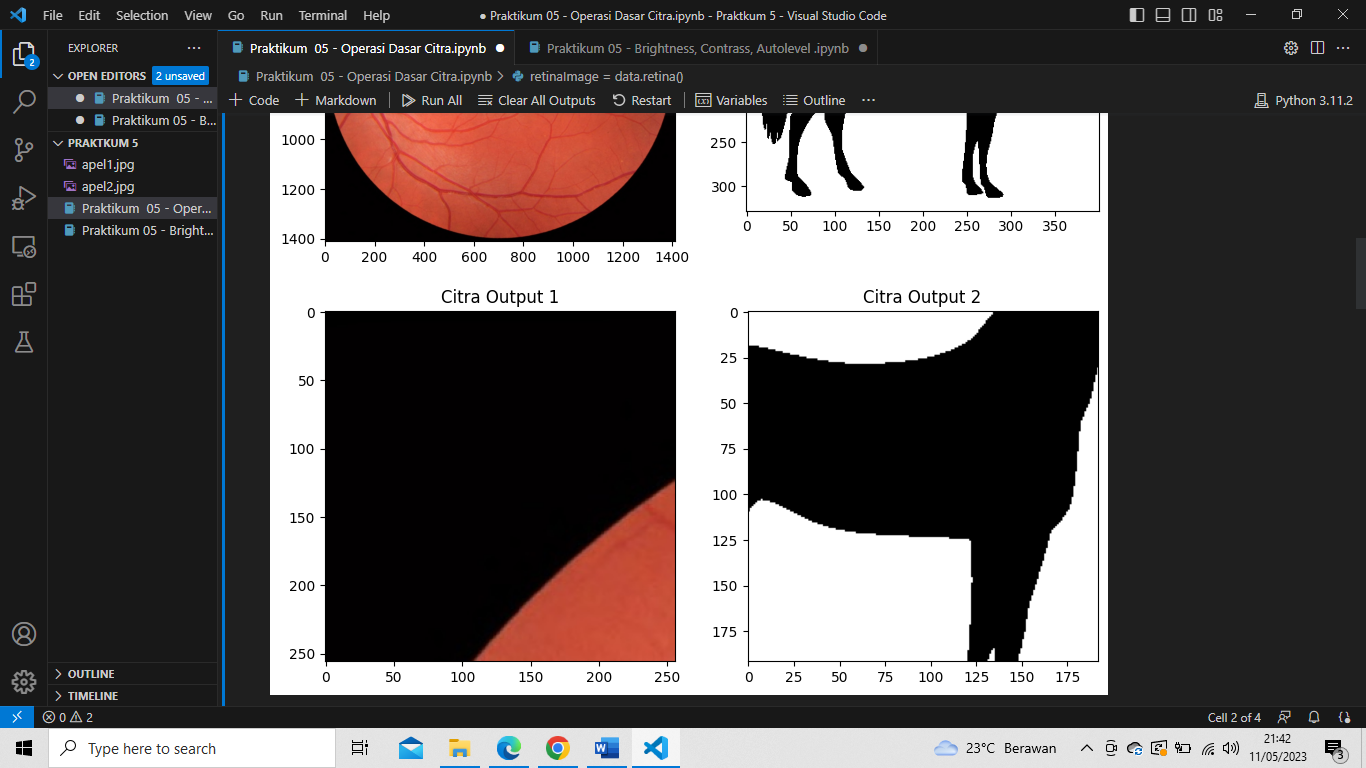 File Edit Selection View Go Run Terminal Help
● Praktikum 05 - Operasi Dasar Citra.ipynb - Praktkum 5 - Visual Studio Code
EXPLORER ···
OPEN EDITORS 2 unsaved
Praktikum 05 - ...
Praktikum 05 - B...
PRAKTKUM 5
apel1.jpg
apel2.jpg
Praktikum 05 - Oper...
Praktikum 05 - Bright...
OUTLINE
TIMELINE
2
Praktikum 05 - Operasi Dasar Citra.ipynb ●
Praktikum 05 - Brightness, Contrass, Autolevel .ipynb ●
Praktikum 05 - Operasi Dasar Citra.ipynb > retinaImage = data.retina()
+ Code + Markdown Run All Clear All Outputs Restart Variables Outline ··· Python 3.11.2
1000
1200
1400
0 200 400 600 800 1000 1200 1400
250
300
0 50 100 150 200 250 300 350
Citra Output 1
0
50
100
150
200
250
0 50 100 150 200 250
Citra Output 2
0
25
50
75
100
125
150
175
0 25 50 75 100 125 150 175
0 2
Cell 2 of 4
Type here to search
23°C Berawan
21:42
11/05/2023
3